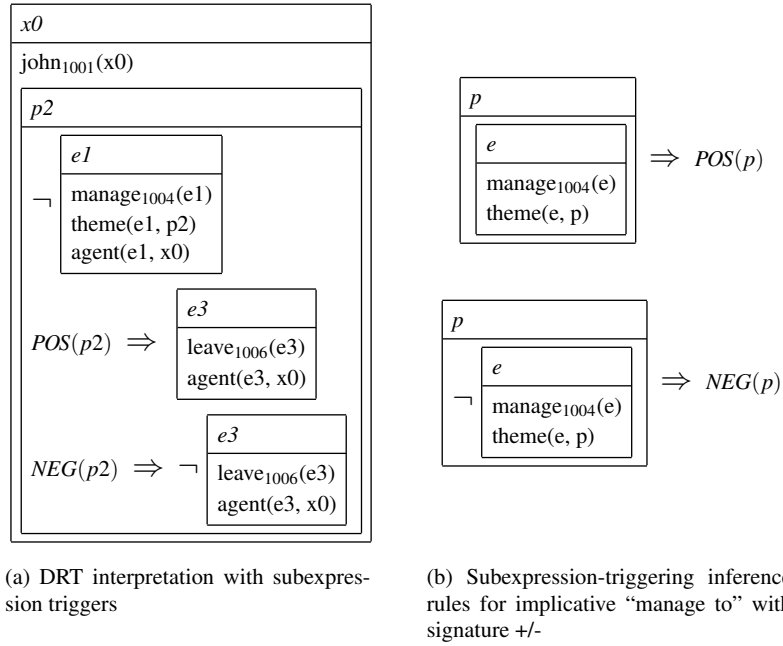 x0
john1001(x0)
p2
e1
¬
manage1004(e1)
theme(e1, p2)
agent(e1, x0)
e3
POS(p2) ⇒
leave1006(e3)
agent(e3, x0)
e3
NEG(p2) ⇒ ¬
leave1006(e3)
agent(e3, x0)
(a) DRT interpretation with subexpres-
sion triggers
p
e
manage1004(e)
theme(e, p)
⇒ POS(p)
p
e
¬
manage1004(e)
theme(e, p)
⇒ NEG(p)
(b) Subexpression-triggering inference
rules for implicative “manage to” with
signature +/-